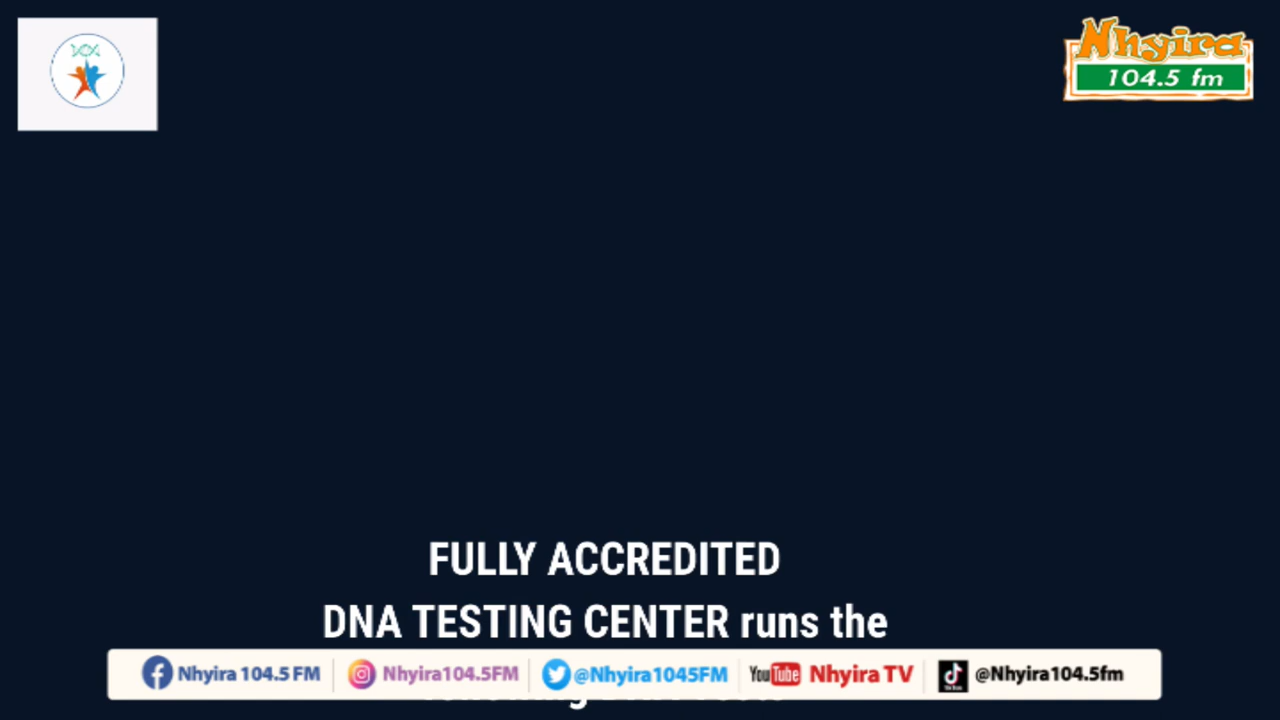 Nhyira
104.5 fm
FULLY ACCREDITED
DNA TESTING CENTER runs the
Nhyira 104.5 FM
Nhyira104.5FM
@Nhyira1045FM
YouTube Nhyira TV
@Nhyira104.5fm